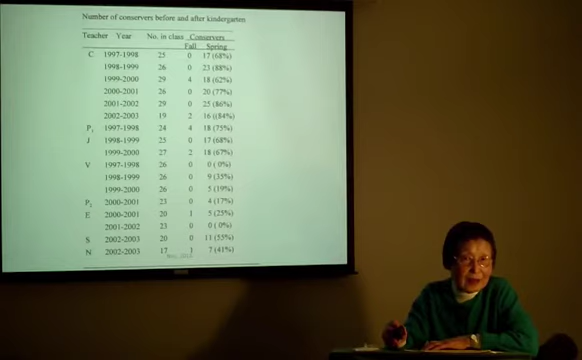 Number of conservers before and after kindergarten
Teacher Year No. in class Conservers
Fall Spring
C 1997-1998 25 0 17 (68%)
1998-1999 26 0 23 (88%)
1999-2000 29 4 18 (62%)
2000-2001 26 0 20 (77%)
2001-2002 29 0 25 (86%)
2002-2003 19 2 16 ((84%)
P1 1997-1998 24 4 18 (75%)
J 1998-1999 25 0 17 (68%)
1999-2000 27 2 18 (67%)
V 1997-1998 26 0 0 ( 0%)
1998-1999 26 0 9 (35%)
1999-2000 26 0 5 (19%)
P2 2000-2001 23 0 4 (17%)
E 2000-2001 20 1 5 (25%)
2001-2002 23 0 0 ( 0%)
S 2002-2003 20 0 11 (55%)
N 2002-2003 17 1 7 (41%)